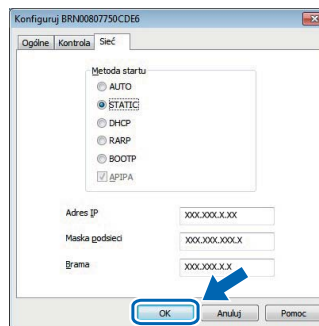 Konfiguruj BRN00807750CDE6
Ogólne Kontrola Sieć
Metoda startu
AUTO
STATIC
DHCP
RARP
BOOTP
APIPA
Adres IP XXX.XXX.X.XX
Maska podsieci XXX.XXX.XXX.X
Brama XXX.XXX.X.X
OK Anuluj Pomoc